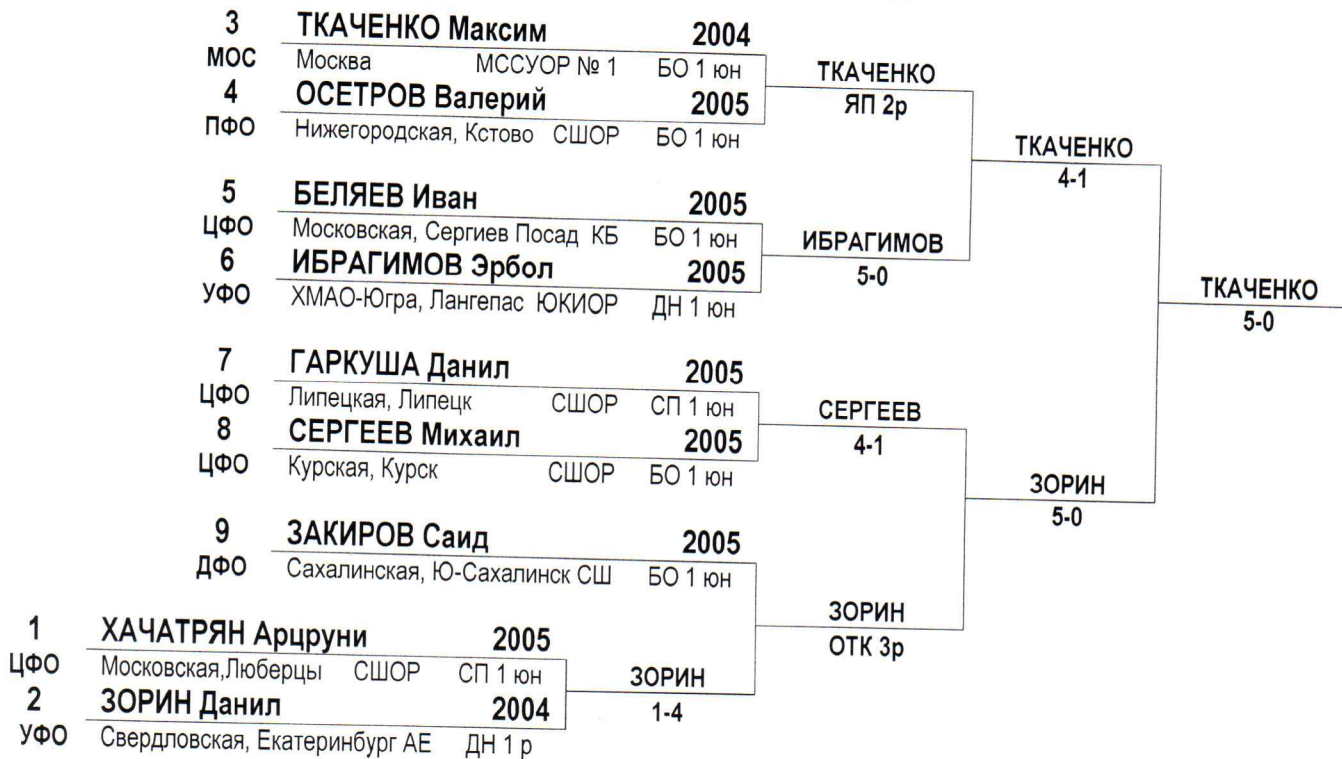 3 ТКАЧЕНКО Максим 2004
МОС Москва МССУОР № 1 БО 1 юн
4 ОСЕТРОВ Валерий 2005
ПФО Нижегородская, Кстово СШОР БО 1 юн
5 БЕЛЯЕВ Иван 2005
ЦФО Московская, Сергиев Посад КБ БО 1 юн
6 ИБРАГИМОВ Эрбол 2005
УФО ХМАО-Югра, Лангепас ЮКИОР ДН 1 юн
7 ГАРКУША Данил 2005
ЦФО Липецкая, Липецк СШОР СП 1 юн
8 СЕРГЕЕВ Михаил 2005
ЦФО Курская, Курск СШОР БО 1 юн
9 ЗАКИРОВ Саид 2005
ДФО Сахалинская, Ю-Сахалинск СШ БО 1 юн
1 ХАЧАТРЯН Арцруни 2005
ЦФО Московская,Люберцы СШОР СП 1 юн
2 ЗОРИН Данил 2004
УФО Свердловская, Екатеринбург АЕ ДН 1 р
ЗОРИН
1-4
ТКАЧЕНКО
ЯП 2р
ИБРАГИМОВ
5-0
СЕРГЕЕВ
4-1
ЗОРИН
ОТК 3р
ТКАЧЕНКО
4-1
ЗОРИН
5-0
ТКАЧЕНКО
5-0